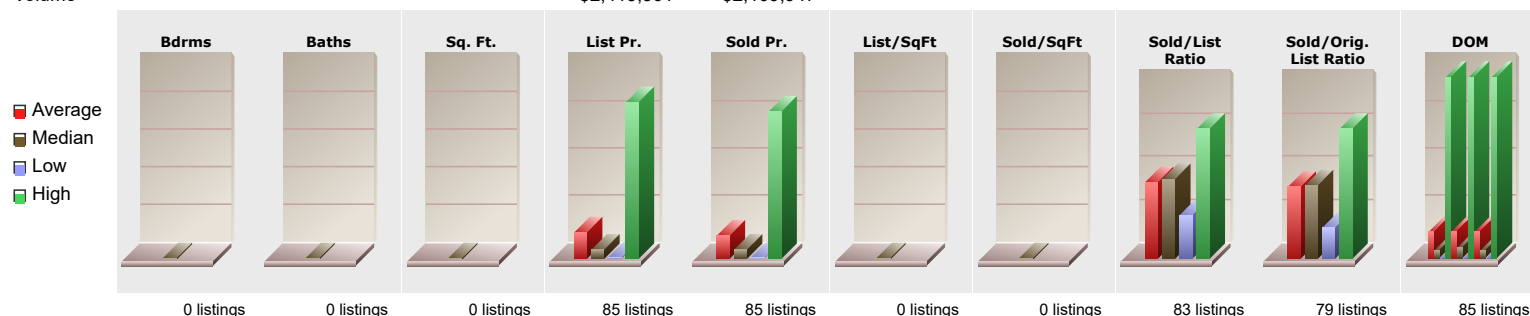 Bdrms Baths Sq. Ft. List Pr. Sold Pr. List/SqFt Sold/SqFt Sold/List Ratio Sold/Orig. List Ratio DOM
Average
Median
Low
High
0 listings 0 listings 0 listings 85 listings 85 listings 0 listings 0 listings 83 listings 79 listings 85 listings